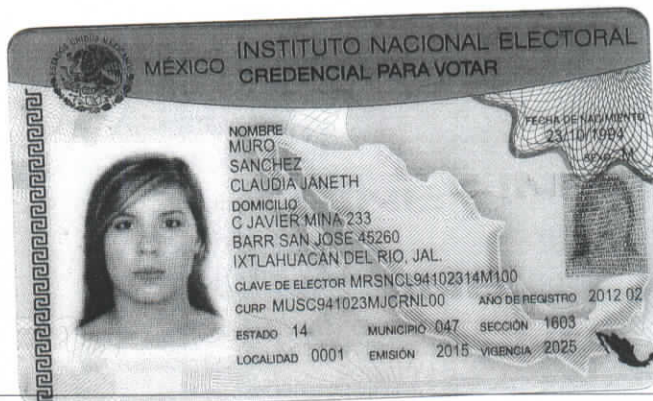 MÉXICO INSTITUTO NACIONAL ELECTORAL
CREDENCIAL PARA VOTAR
NOMBRE
MURO
SANCHEZ
CLAUDIA JANETH
FECHA DE NACIMIENTO
23/10/1994
SEXO M
DOMICILIO
C JAVIER MINA 233
BARR SAN JOSE 45260
IXTLAHUACAN DEL RIO, JAL.
CLAVE DE ELECTOR MRSNCL94102314M100
CURP MUSC941023MJCRNL00 AÑO DE REGISTRO 2012 02
ESTADO 14 MUNICIPIO 047 SECCIÓN 1603
LOCALIDAD 0001 EMISIÓN 2015 VIGENCIA 2025